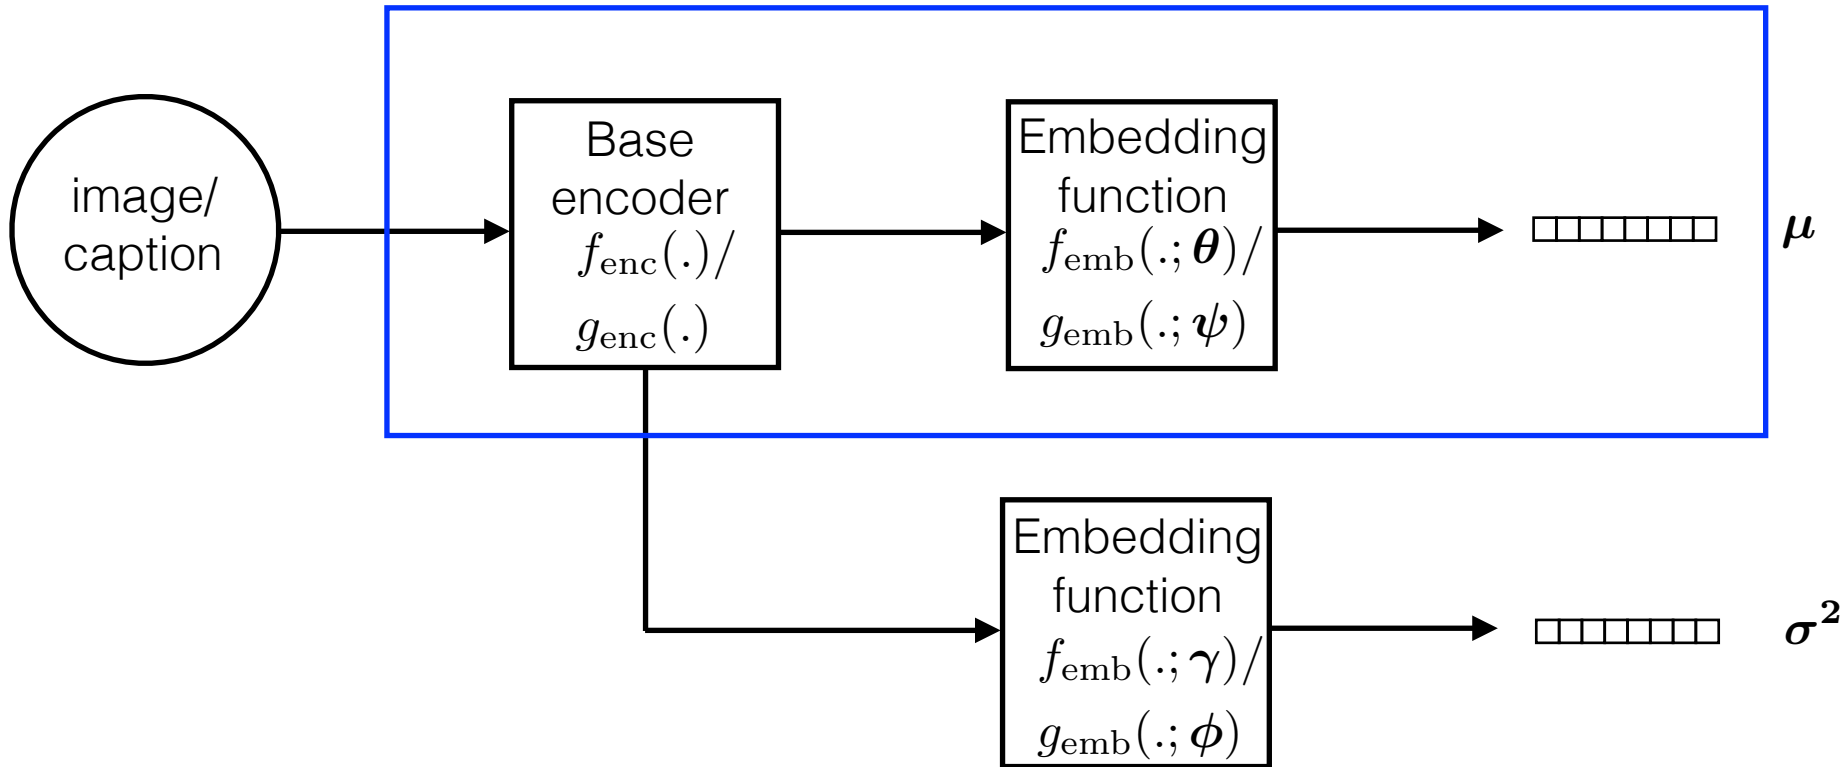 image/
caption
Base
encoder
f_enc(.)/
g_enc(.)
Embedding
function
f_emb(.; θ)/
g_emb(.; ψ)
μ
Embedding
function
f_emb(.; γ)/
g_emb(.; ϕ)
σ²